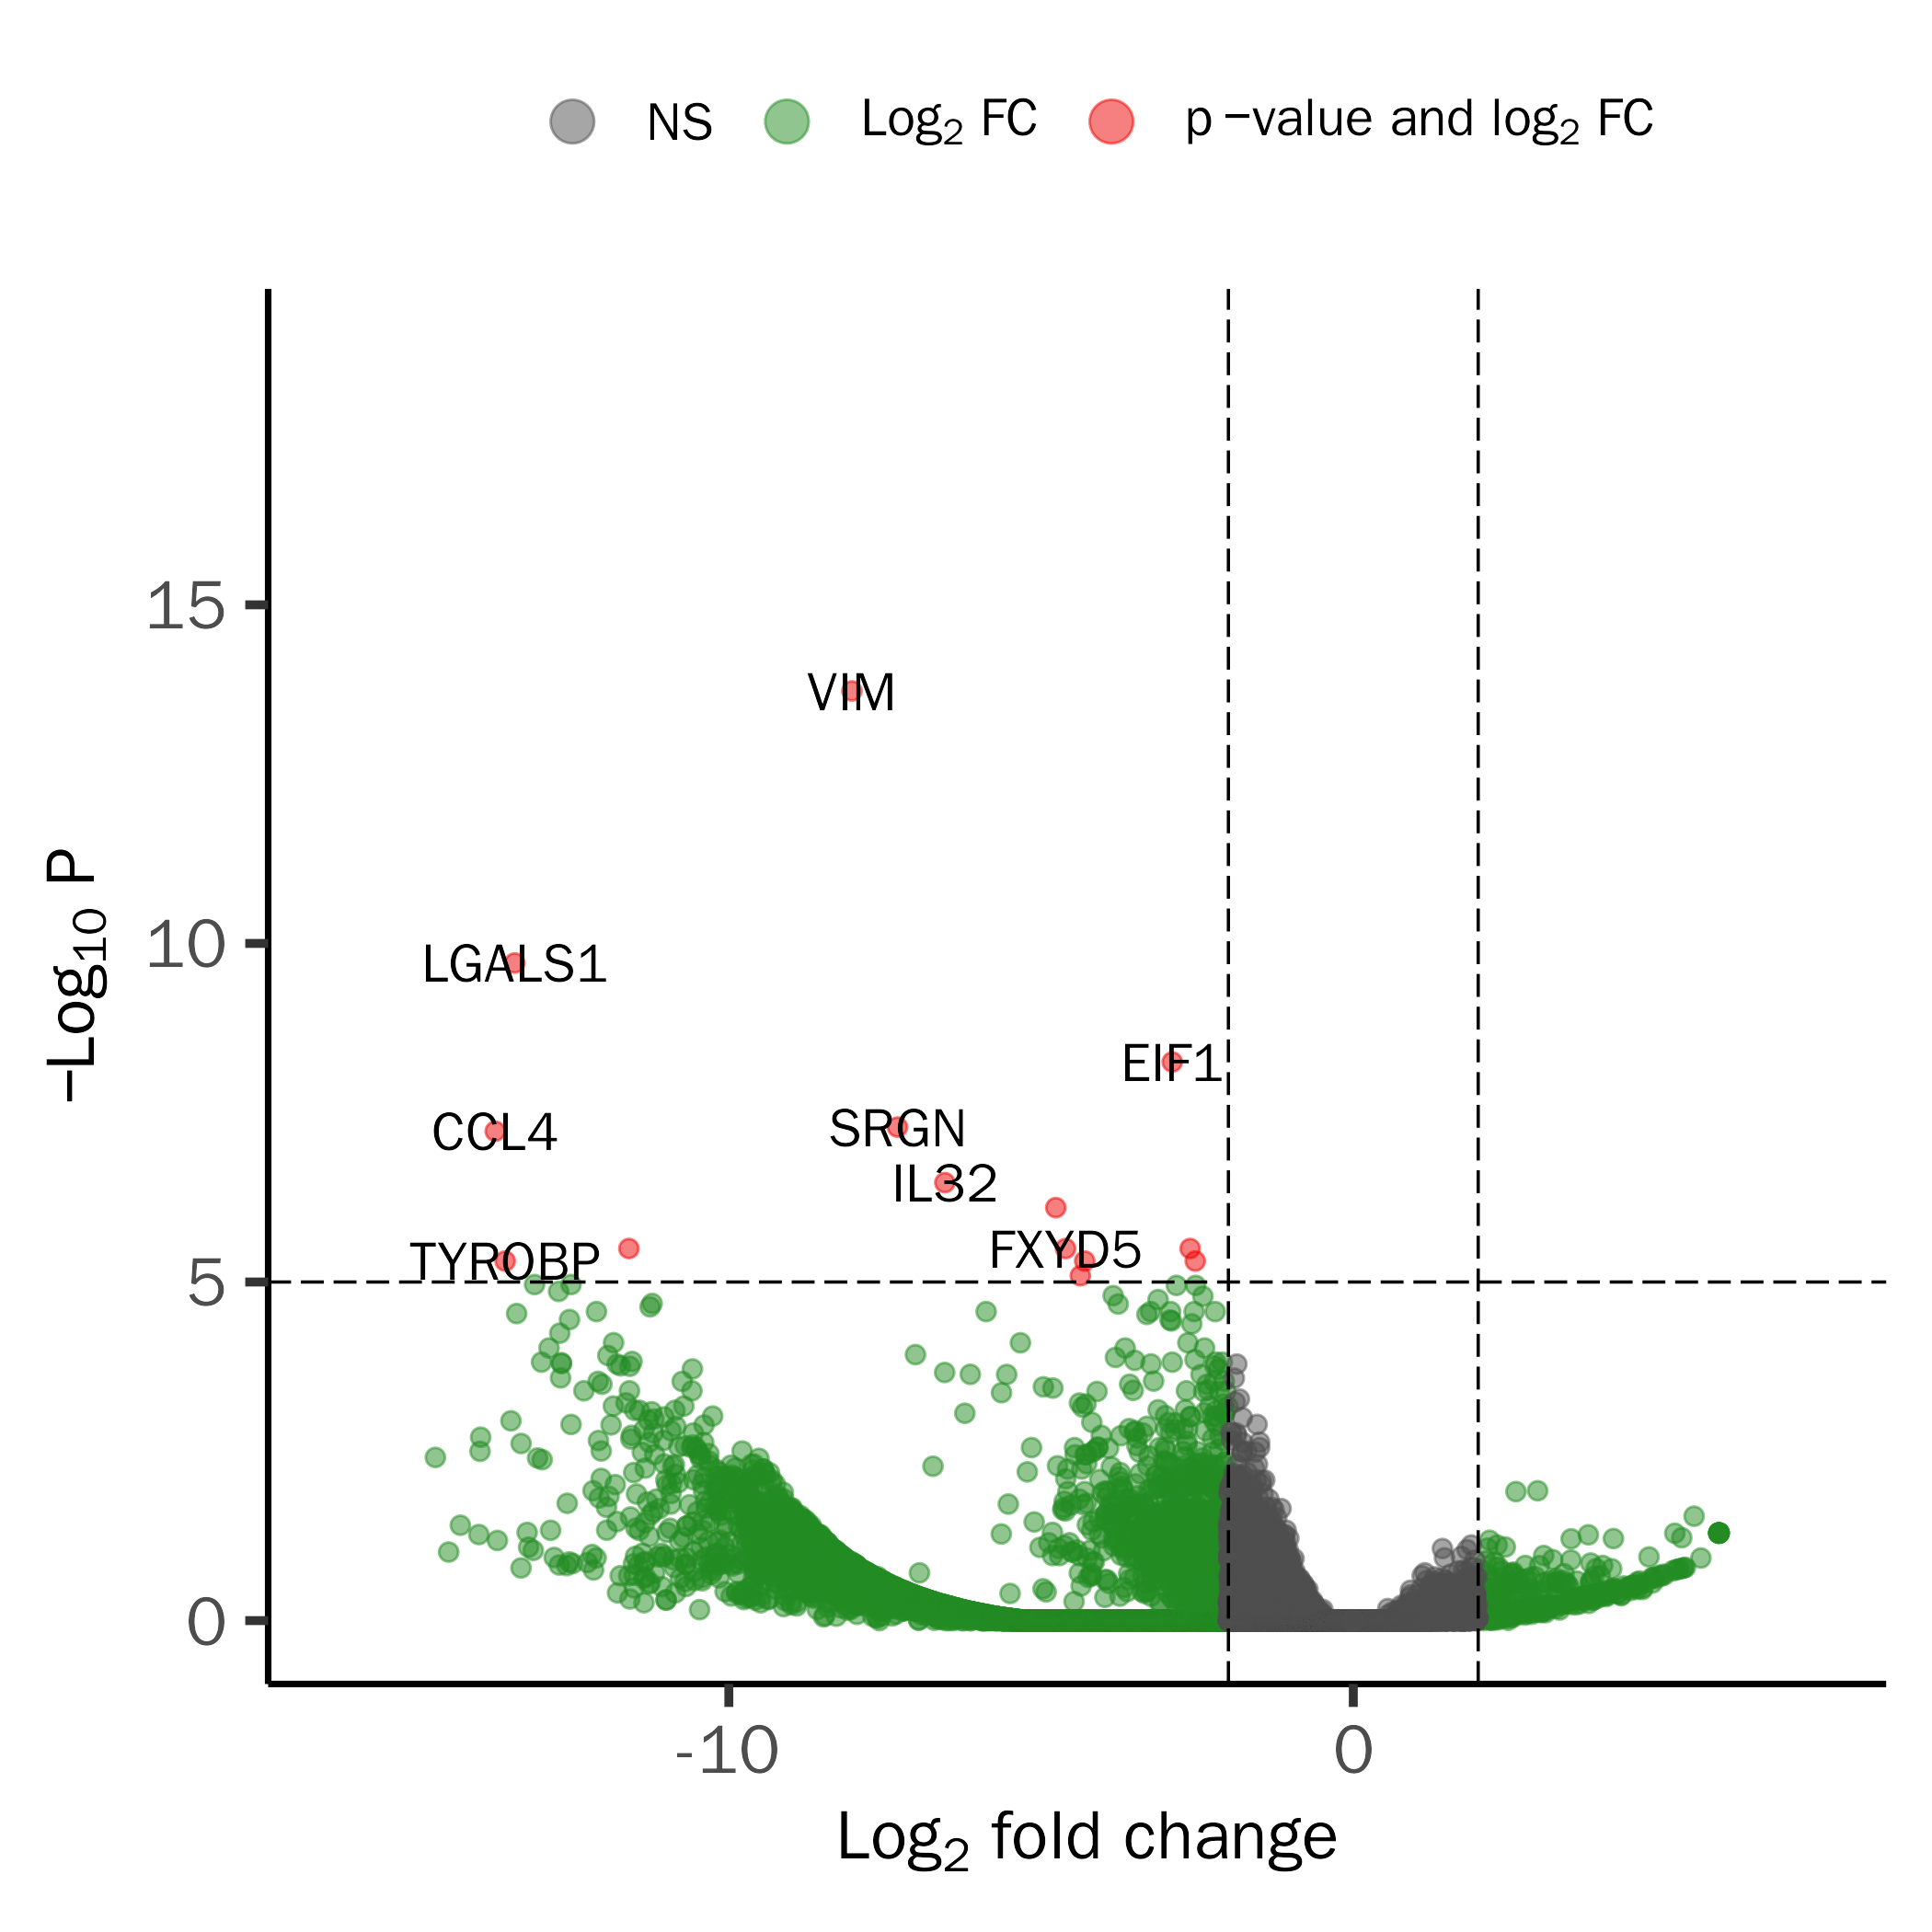 NS Log2 FC p −value and log2 FC
−Log10 P
15
VIM
10
LGALS1
EIF1
CCL4
SRGN
IL32
FXYD5
TYROBP
5
0
-10 0
Log2 fold change